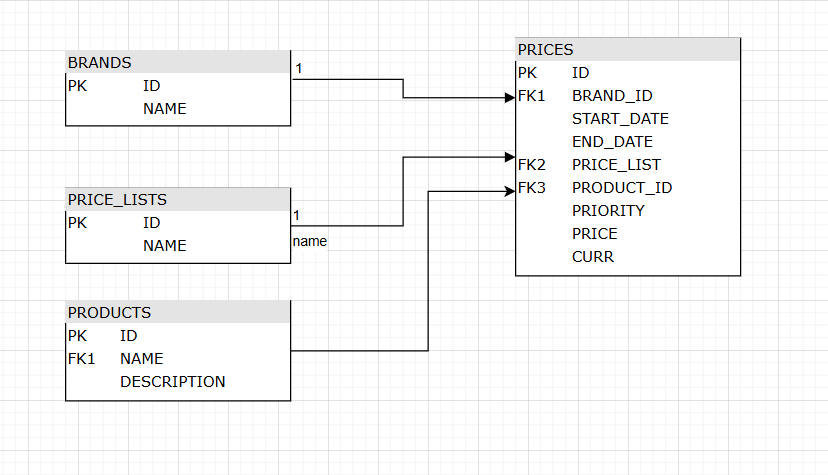 BRANDS
PK ID
NAME
1
PRICE_LISTS
PK ID
NAME
1
name
PRODUCTS
PK ID
FK1 NAME
DESCRIPTION
PRICES
PK ID
FK1 BRAND_ID
START_DATE
END_DATE
FK2 PRICE_LIST
FK3 PRODUCT_ID
PRIORITY
PRICE
CURR